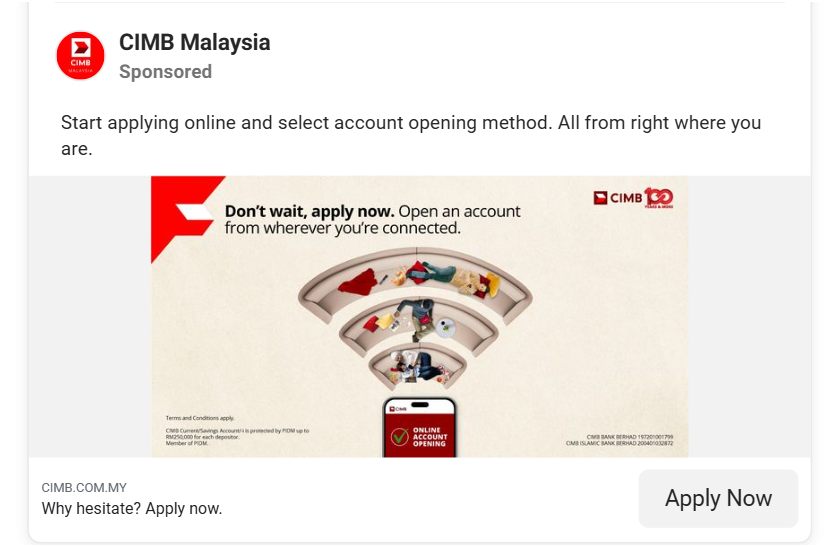 CIMB
MALAYSIA
CIMB Malaysia
Sponsored
Start applying online and select account opening method. All from right where you
are.
Don't wait, apply now. Open an account
from wherever you're connected.
CIMB 100
YEARS & MORE
CIMB
ONLINE
ACCOUNT
OPENING
Terms and Conditions apply.
CIMB Current/Savings Account/-i is protected by PIDM up to
RM250,000 for each depositor.
Member of PIDM.
CIMB BANK BERHAD 197201001799
CIMB ISLAMIC BANK BERHAD 200401032872
CIMB.COM.MY
Why hesitate? Apply now.
Apply Now